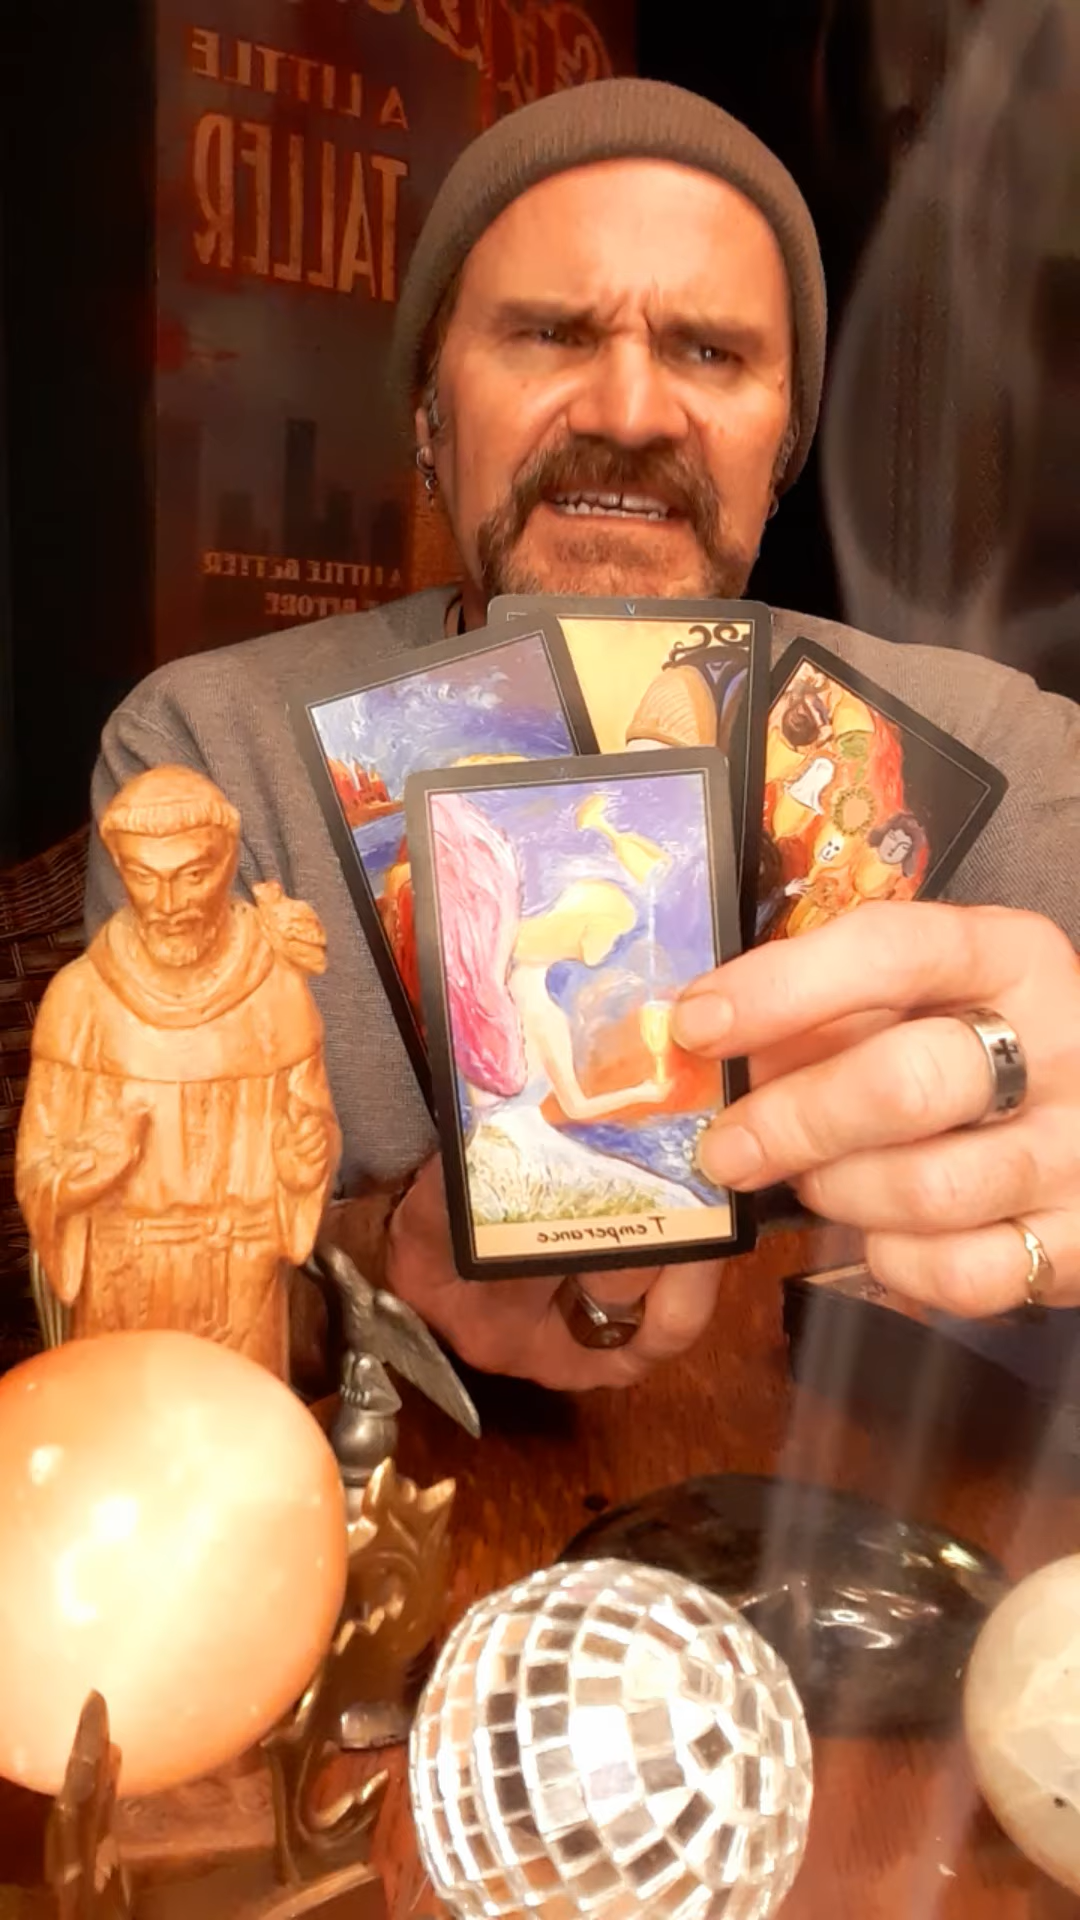 A LITTLE
TALLER
A LITTLE BETTER
BEFORE
V
Temperance